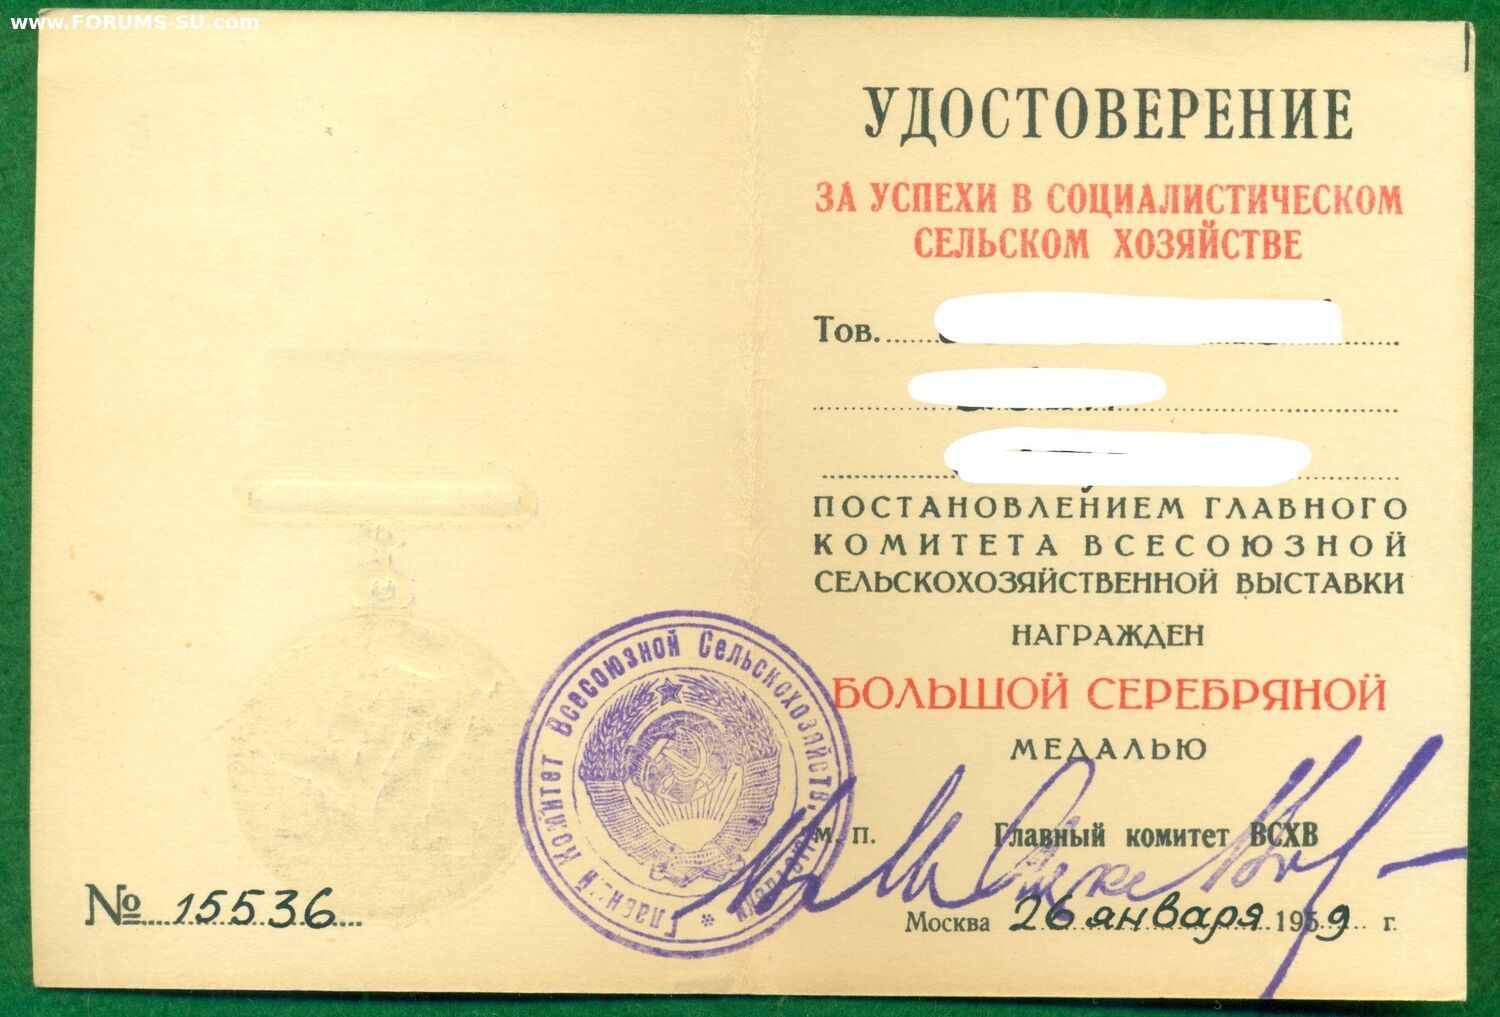 www.FORUMS-SU.com
УДОСТОВЕРЕНИЕ
ЗА УСПЕХИ В СОЦИАЛИСТИЧЕСКОМ
СЕЛЬСКОМ ХОЗЯЙСТВЕ
Тов.
ПОСТАНОВЛЕНИЕМ ГЛАВНОГО
КОМИТЕТА ВСЕСОЮЗНОЙ
СЕЛЬСКОХОЗЯЙСТВЕННОЙ ВЫСТАВКИ
НАГРАЖДЕН
БОЛЬШОЙ СЕРЕБРЯНОЙ
МЕДАЛЬЮ
М. П. Главный комитет ВСХВ
Москва 26 января 1959 г.
№ 15536
Главный Комитет Всесоюзной Сельскохозяйств. выставки